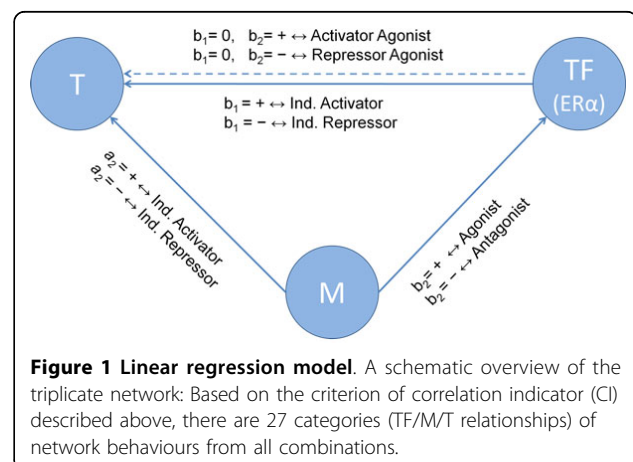 b₁= 0,   b₂= + ↔ Activator Agonist
b₁= 0,   b₂= − ↔ Repressor Agonist
T
TF
(ERα)
b₁ = + ↔ Ind. Activator
b₁ = − ↔ Ind. Repressor
a₂ = + ↔ Ind. Activator
a₂ = − ↔ Ind. Repressor
M
b₂= + ↔ Agonist
b₂= − ↔ Antagonist
Figure 1 Linear regression model. A schematic overview of the
triplicate network: Based on the criterion of correlation indicator (CI)
described above, there are 27 categories (TF/M/T relationships) of
network behaviours from all combinations.